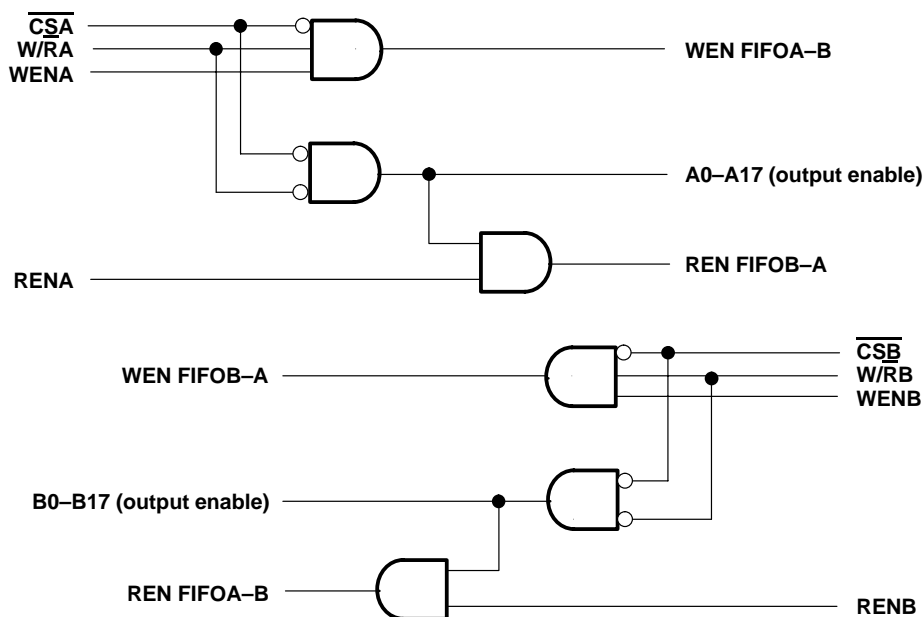 CSA
W/RA
WENA
WEN FIFOA–B
A0–A17 (output enable)
RENA
REN FIFOB–A
WEN FIFOB–A
CSB
W/RB
WENB
B0–B17 (output enable)
REN FIFOA–B
RENB